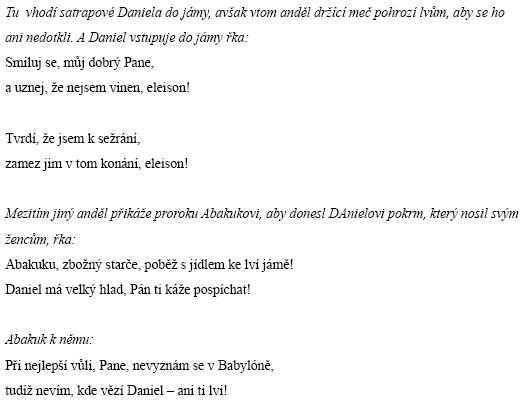 Tu vhodí satrapové Daniela do jámy, avšak vtom anděl držící meč pohrozí lvům, aby se ho
ani nedotkli. A Daniel vstupuje do jámy řka:
Smiluj se, můj dobrý Pane,
a uznej, že nejsem vinen, eleison!
Tvrdí, že jsem k sežrání,
zamez jim v tom konání, eleison!
Mezitím jiný anděl přikáže proroku Abakukovi, aby donesl DAnielovi pokrm, který nosil svým
žencům, řka:
Abakuku, zbožný starče, poběž s jídlem ke lví jámě!
Daniel má velký hlad, Pán ti káže pospíchat!
Abakuk k němu:
Při nejlepší vůli, Pane, nevyznám se v Babylóně,
tudíž nevím, kde vězí Daniel – ani ti lvi!